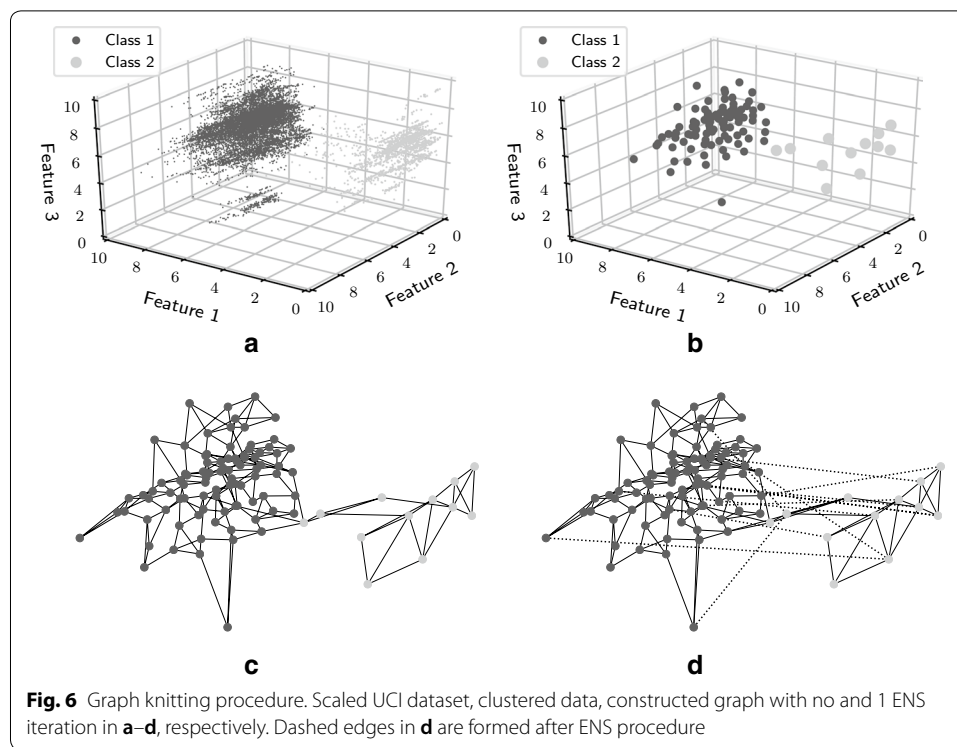 Class 1
Class 2
10
8
6
4
2
0
Feature 3
10
8
6
4
2
0
Feature 1
10
8
6
4
2
0
Feature 2
a
Class 1
Class 2
10
8
6
4
2
0
Feature 3
10
8
6
4
2
0
Feature 1
10
8
6
4
2
0
Feature 2
b
c
d
Fig. 6 Graph knitting procedure. Scaled UCI dataset, clustered data, constructed graph with no and 1 ENS
iteration in a–d, respectively. Dashed edges in d are formed after ENS procedure